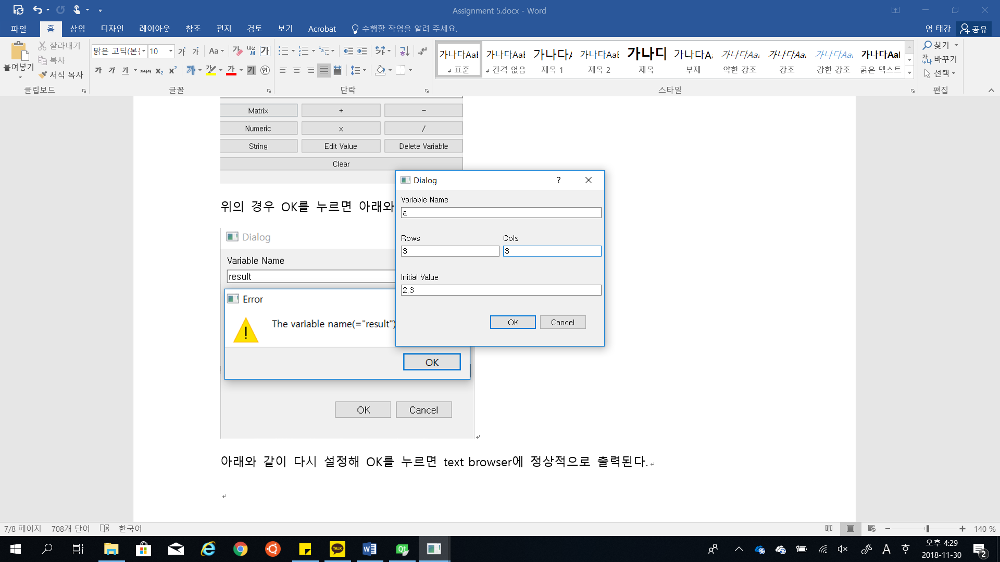 Assignment 5.docx - Word
파일 홈 삽입 디자인 레이아웃 참조 편지 검토 보기 Acrobat 수행할 작업을 알려 주세요. 엄 태강 공유
붙여넣기
잘라내기
복사
서식 복사
클립보드
맑은 고딕(본 10
글꼴
단락
가나다AaB 가나다AaB 가나다A 가나다AaB 가나다 가나다Aa 가나다Aa 가나다Aa 가나다Aa 가나다Aa
표준 간격 없음 제목 1 제목 2 제목 부제 약한 강조 강조 강한 강조 굵은 텍스트
스타일
찾기
바꾸기
선택
편집
Matrix + -
Numeric x /
String Edit Value Delete Variable
Clear
위의 경우 OK를 누르면 아래와
Dialog
Variable Name
result
Error
The variable name(="result")
OK
OK Cancel
Dialog ?
Variable Name
a
Rows Cols
3 3
Initial Value
2,3
OK Cancel
아래와 같이 다시 설정해 OK를 누르면 text browser에 정상적으로 출력된다.
7/8 페이지 708개 단어 한국어 140 %
오후 4:29
2018-11-30
2